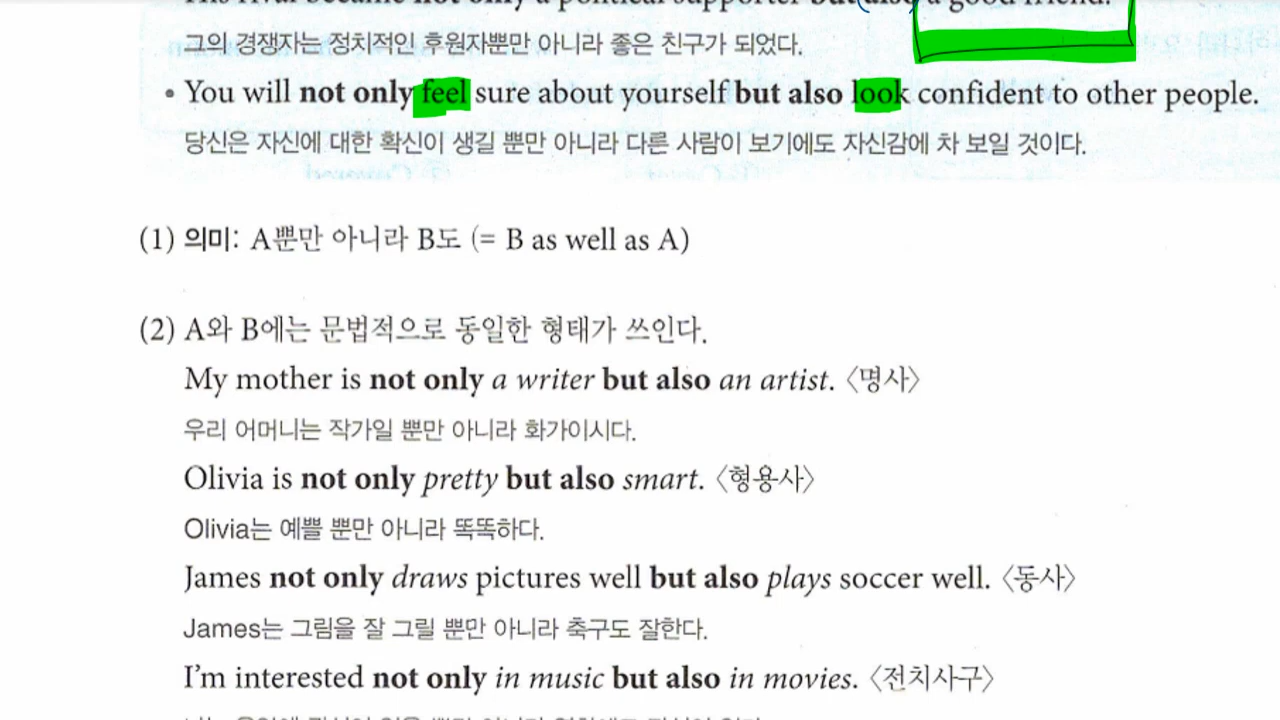 His rival became not only a political supporter but also a good friend.
그의 경쟁자는 정치적인 후원자뿐만 아니라 좋은 친구가 되었다.
• You will not only feel sure about yourself but also look confident to other people.
당신은 자신에 대한 확신이 생길 뿐만 아니라 다른 사람이 보기에도 자신감에 차 보일 것이다.
(1) 의미: A뿐만 아니라 B도 (= B as well as A)
(2) A와 B에는 문법적으로 동일한 형태가 쓰인다.
My mother is not only a writer but also an artist. 〈명사〉
우리 어머니는 작가일 뿐만 아니라 화가이시다.
Olivia is not only pretty but also smart. 〈형용사〉
Olivia는 예쁠 뿐만 아니라 똑똑하다.
James not only draws pictures well but also plays soccer well. 〈동사〉
James는 그림을 잘 그릴 뿐만 아니라 축구도 잘한다.
I'm interested not only in music but also in movies. 〈전치사구〉